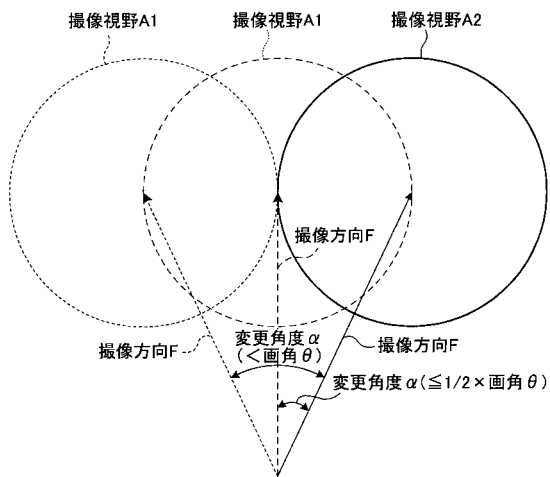 撮像視野A1
撮像視野A1
撮像視野A2
撮像方向F
撮像方向F
変更角度α
(<画角θ)
撮像方向F
変更角度α(≦1/2×画角θ)